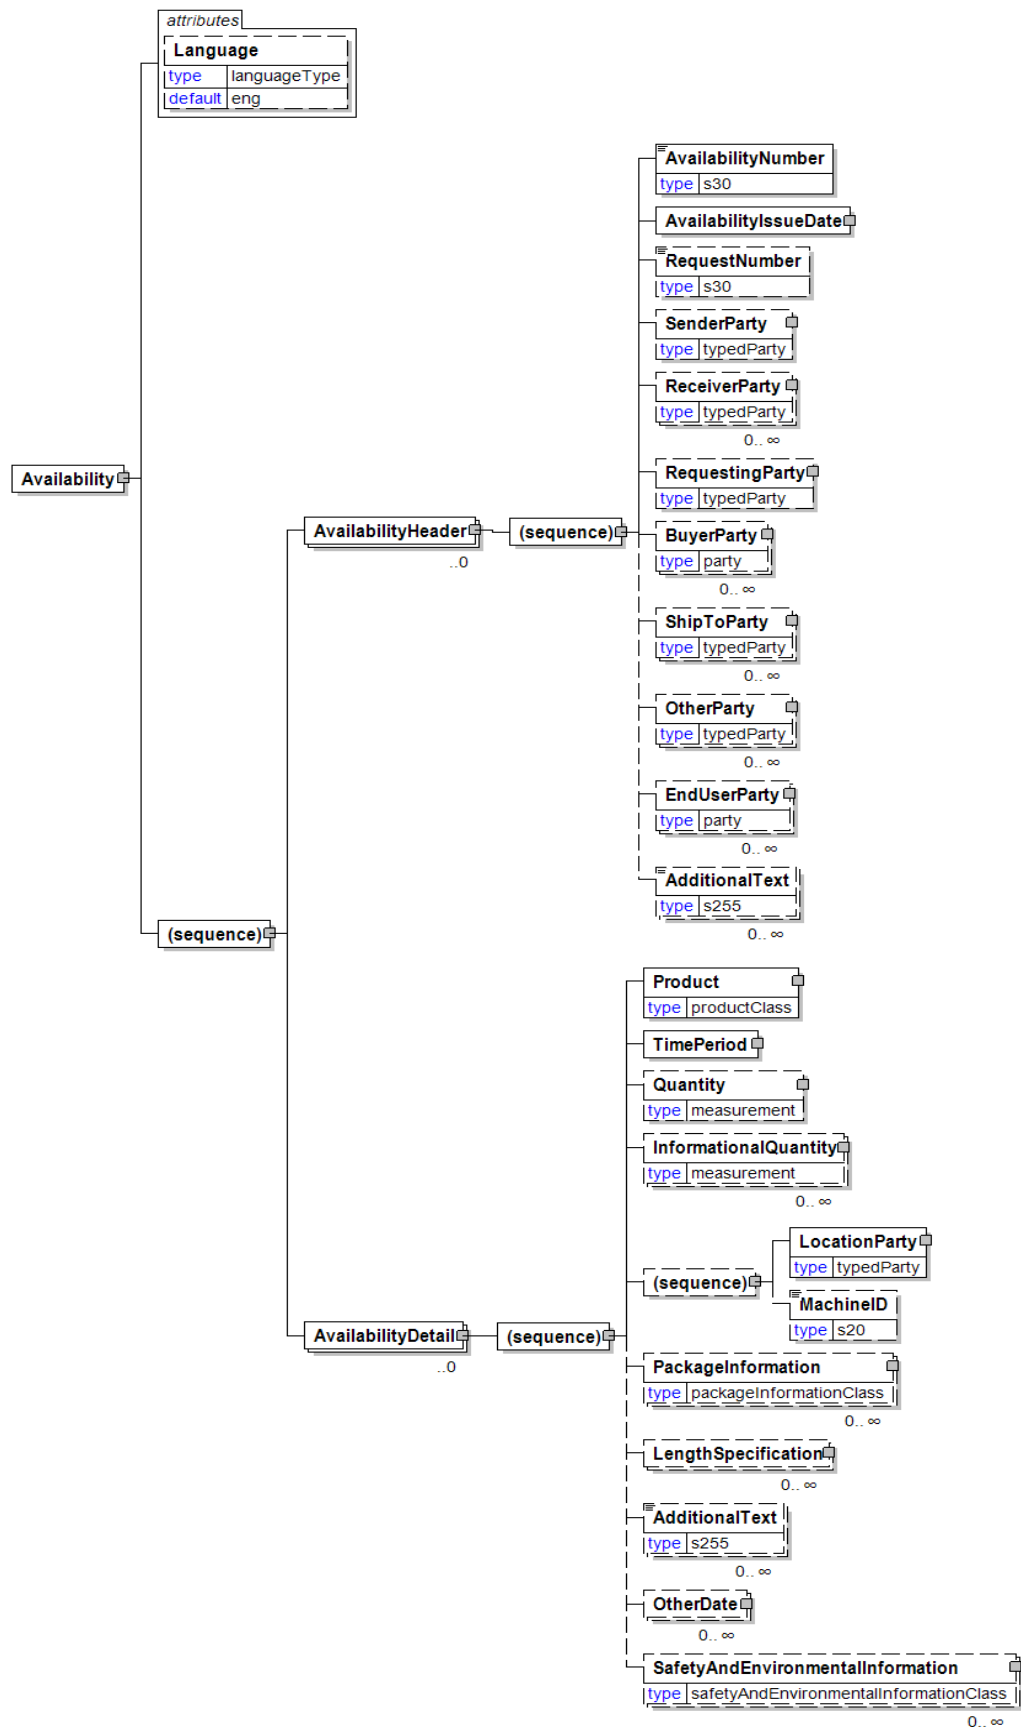 attributes
Language
type languageType
default eng
AvailabilityNumber
type s30
AvailabilityIssueDate
RequestNumber
type s30
SenderParty
type typedParty
ReceiverParty
type typedParty
0.. ∞
Availability
RequestingParty
type typedParty
AvailabilityHeader
..0
(sequence)
BuyerParty
type party
0.. ∞
ShipToParty
type typedParty
0.. ∞
OtherParty
type typedParty
0.. ∞
EndUserParty
type party
0.. ∞
AdditionalText
type s255
0.. ∞
(sequence)
Product
type productClass
TimePeriod
Quantity
type measurement
InformationalQuantity
type measurement
0.. ∞
LocationParty
type typedParty
(sequence)
MachineID
type s20
AvailabilityDetail
..0
(sequence)
PackageInformation
type packageInformationClass
0.. ∞
LengthSpecification
0.. ∞
AdditionalText
type s255
0.. ∞
OtherDate
0.. ∞
SafetyAndEnvironmentalInformation
type safetyAndEnvironmentalInformationClass
0.. ∞